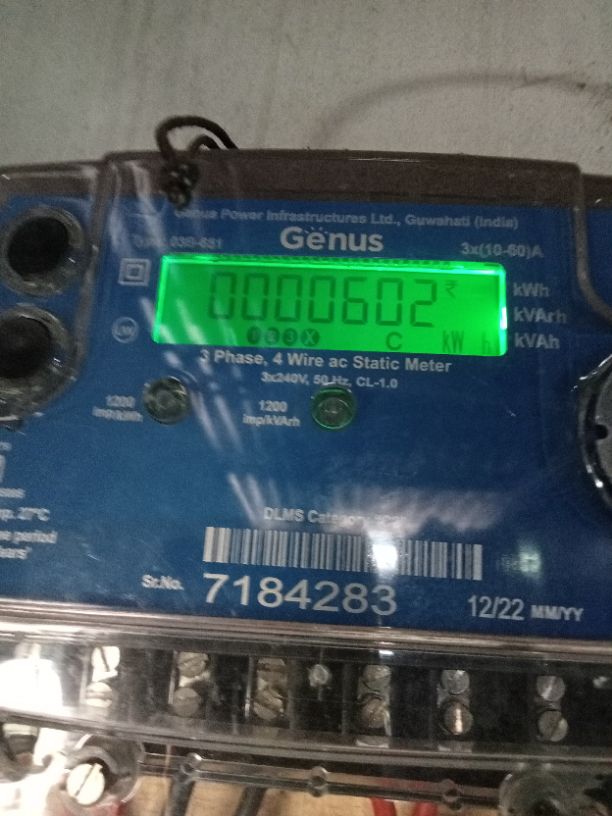 Genus Power Infrastructures Ltd., Guwahati (India)
Genus
3x(10-60)A
0000602 ₹
kWh
kVArh
kVAh
C kW h
3 Phase, 4 Wire ac Static Meter
3x240V, 50 Hz, CL-1.0
1200
imp/kWh
1200
imp/kVArh
27°C
period
DLMS
Sr.No. 7184283
12/22 MM/YY